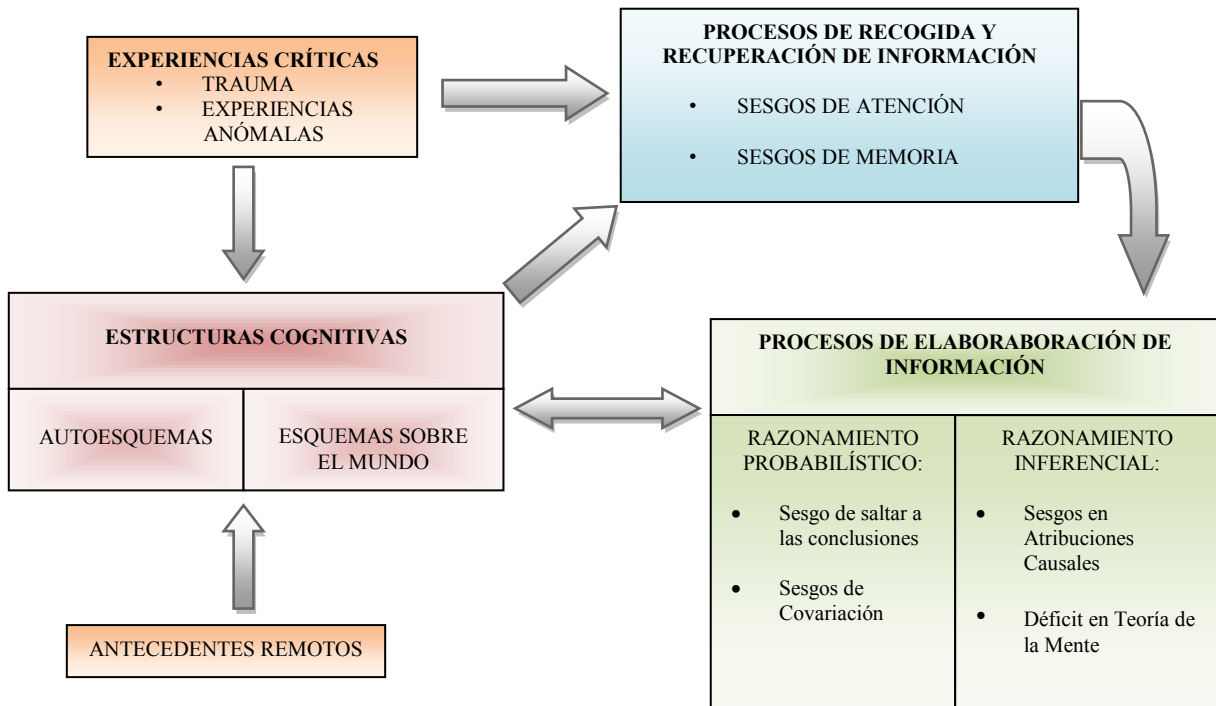 EXPERIENCIAS CRÍTICAS
• TRAUMA
• EXPERIENCIAS
ANÓMALAS
PROCESOS DE RECOGIDA Y
RECUPERACIÓN DE INFORMACIÓN
• SESGOS DE ATENCIÓN
• SESGOS DE MEMORIA
ESTRUCTURAS COGNITIVAS
AUTOESQUEMAS
ESQUEMAS SOBRE
EL MUNDO
PROCESOS DE ELABORABORACIÓN DE
INFORMACIÓN
RAZONAMIENTO
PROBABILÍSTICO:
• Sesgo de saltar a
las conclusiones
• Sesgos de
Covariación
RAZONAMIENTO
INFERENCIAL:
• Sesgos en
Atribuciones
Causales
• Déficit en Teoría de
la Mente
ANTECEDENTES REMOTOS